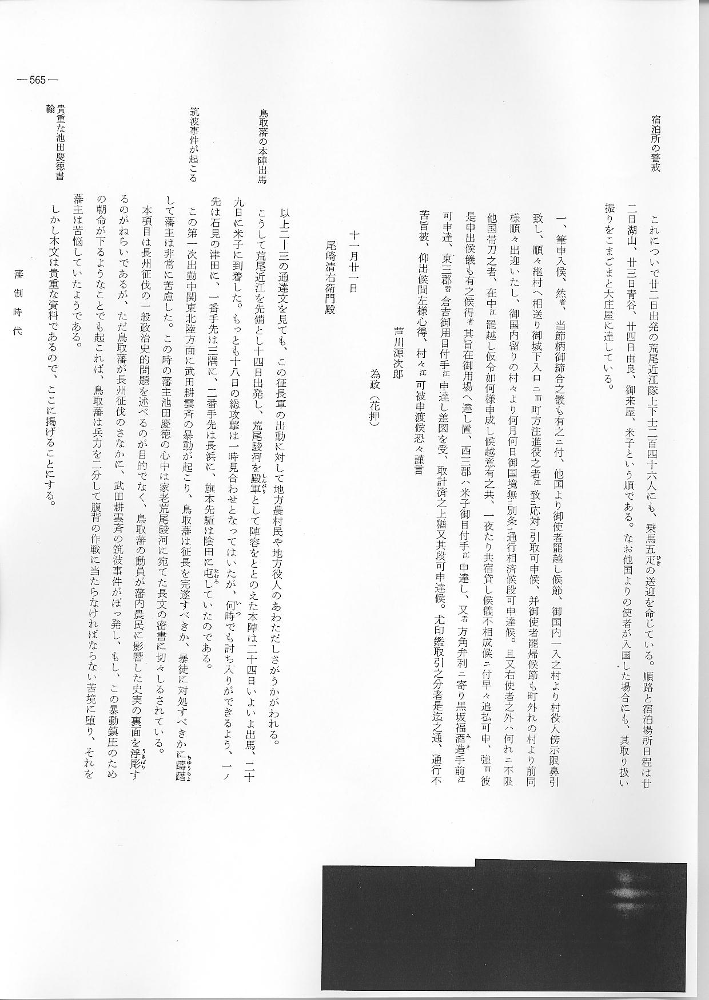 宿泊所の警戒
これについで廿二日出発の荒尾近江隊上下士二百四十六人にも、乗馬五疋の送迎を命じている。順路と宿泊場所日程は廿
二日湖山、廿三日青谷、廿四日由良、御来屋、米子という順である。なお他国よりの使者が入国した場合にも、其取り扱い
振りをこまごまと大庄屋に達している。
一、筆申入候、然者、当節柄御締合之儀も有之ニ付、他国より御使者罷越し候節、御国内一入之村より村役人傍示限鼻引
致し、順々継村へ相送り御城下入口ニ而町方注進役之者江致ニ応対一引取可申候、并御使者罷帰候節も町外れの村より前同
様順々出迎いたし、御国内留りの村々より何月何日御国境無ニ別条一通行相済候段可申達候。且又右使者之外ハ何れニ不限
他国帯刀之者、在中江罷越し仮令如何様申成し候越意有之共、一夜たり共宿貸し候儀不相成候ニ付早々追払可申、強而彼
是申出候儀も有之候得者其旨在御用場へ達し置、西三郡ハ米子御目付手江申達し、又者方角弁利ニ寄り黒坂福酒造手前江
可申達、東三郡者倉吉御用目付手江申達し差図を受、取計済之上猶又其段可申達候。尤印鑑取引之分者是迄之通、通行不
苦旨被、仰出候間左様心得、村々江可被申渡候恐々謹言
芦川源次郎
為政（花押）
十一月廿一日
尾崎清右衛門殿
以上二―三の通達文を見ても、この征長軍の出動に対して地方農村民や地方役人のあわただしさがうかがわれる。
鳥取藩の本陣出馬
こうして荒尾近江を先備とし十四日出発し、荒尾駿河を殿軍として陣容をととのえた本陣は二十四日いよいよ出馬、二十
九日に米子に到着した。もっとも十八日の総攻撃は一時見合わせとなってはいたが、何時でも討ち入りができるよう、一ノ
先は石見の津田に、一番手先は三隅に、二番手先は長浜に、旗本先駈は陰田に屯していたのである。
筑波事件が起こる
この第一次出勤中関東北陸方面に武田耕雲斉の暴動が起こり、鳥取藩は征長を完遂すべきか、暴徒に対処すべきかに躊躇
して藩主は非常に苦慮した。この時の藩主池田慶徳の心中は家老荒尾駿河に宛てた長文の密書に切々しるされている。
本項目は長州征伐の一般政治史的問題を述べるのが目的でなく、鳥取藩の動員が藩内農民に影響した史実の裏面を浮彫す
るのがねらいであるが、ただ鳥取藩が長州征伐のさなかに、武田耕雲斉の筑波事件がぼっ発し、もし、この暴動鎮圧のため
の朝命が下るようなことでも起これば、鳥取藩は兵力を二分して腹背の作戦に当たらなければならない苦境に堕り、それを
藩主は苦悩していたようである。
貴重な池田慶徳書
翰
しかし本文は貴重な資料であるので、ここに掲げることにする。
藩制時代
―565―